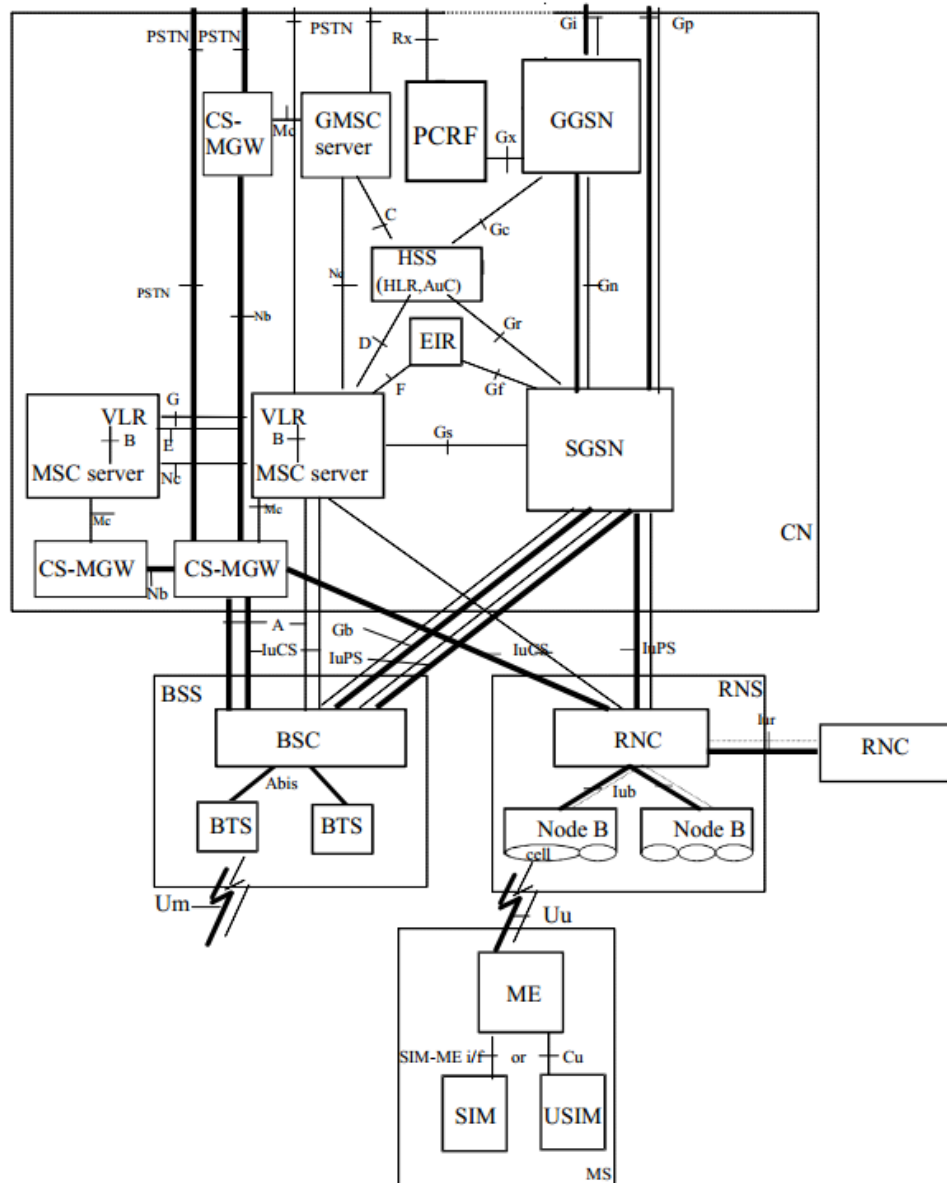 PSTN
PSTN
PSTN
Rx
Gi
Gp
CS-
MGW
Mc
GMSC
server
PCRF
Gx
GGSN
C
Gc
HSS
(HLR,AuC)
PSTN
Nb
Nc
Gn
D
EIR
Gr
F
Gf
G
VLR
B
E
MSC server
Nc
VLR
B
MSC server
Gs
SGSN
Mc
Mc
CN
CS-MGW
Nb
CS-MGW
A
Gb
IuCS
IuPS
IuCS
IuPS
BSS
RNS
BSC
RNC
Iur
RNC
Abis
Iub
BTS
BTS
Node B
Node B
cell
Um
Uu
ME
SIM-ME i/f
or
Cu
SIM
USIM
MS